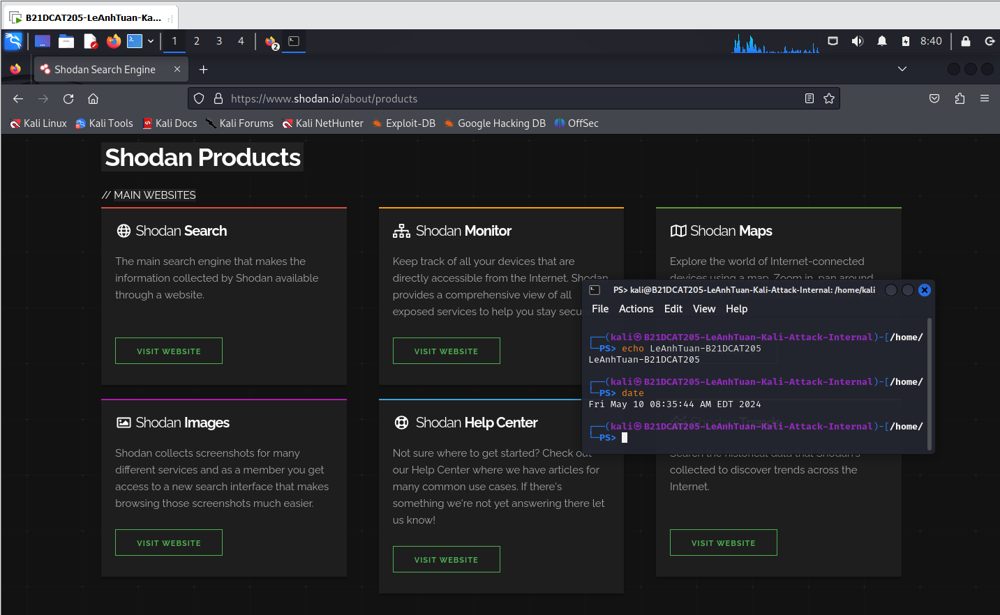 B21DCAT205-LeAnhTuan-Ka...
1 2 3 4
2
8:40
Shodan Search Engine
https://www.shodan.io/about/products
Kali Linux Kali Tools Kali Docs Kali Forums Kali NetHunter Exploit-DB Google Hacking DB OffSec
Shodan Products
// MAIN WEBSITES
Shodan Search
The main search engine that makes the
information collected by Shodan available
through a website.
VISIT WEBSITE
Shodan Monitor
Keep track of all your devices that are
directly accessible from the Internet. Shodan
provides a comprehensive view of all
exposed services to help you stay secu
VISIT WEBSITE
Shodan Maps
Explore the world of Internet-connected
devices using a map. Zoom in, pan around
Shodan Images
Shodan collects screenshots for many
different services and as a member you get
access to a new search interface that makes
browsing those screenshots much easier.
VISIT WEBSITE
Shodan Help Center
Not sure where to get started? Check out
our Help Center where we have articles for
many common use cases. If there's
something we're not yet answering there let
us know!
VISIT WEBSITE
Shodan Trends
Search the historical data that Shodan's
collected to discover trends across the
Internet.
VISIT WEBSITE
PS> kali@B21DCAT205-LeAnhTuan-Kali-Attack-Internal: /home/kali
File Actions Edit View Help
┌──(kali㉿B21DCAT205-LeAnhTuan-Kali-Attack-Internal)-[/home/
└─PS> echo LeAnhTuan-B21DCAT205
LeAnhTuan-B21DCAT205
┌──(kali㉿B21DCAT205-LeAnhTuan-Kali-Attack-Internal)-[/home/
└─PS> date
Fri May 10 08:35:44 AM EDT 2024
┌──(kali㉿B21DCAT205-LeAnhTuan-Kali-Attack-Internal)-[/home/
└─PS>